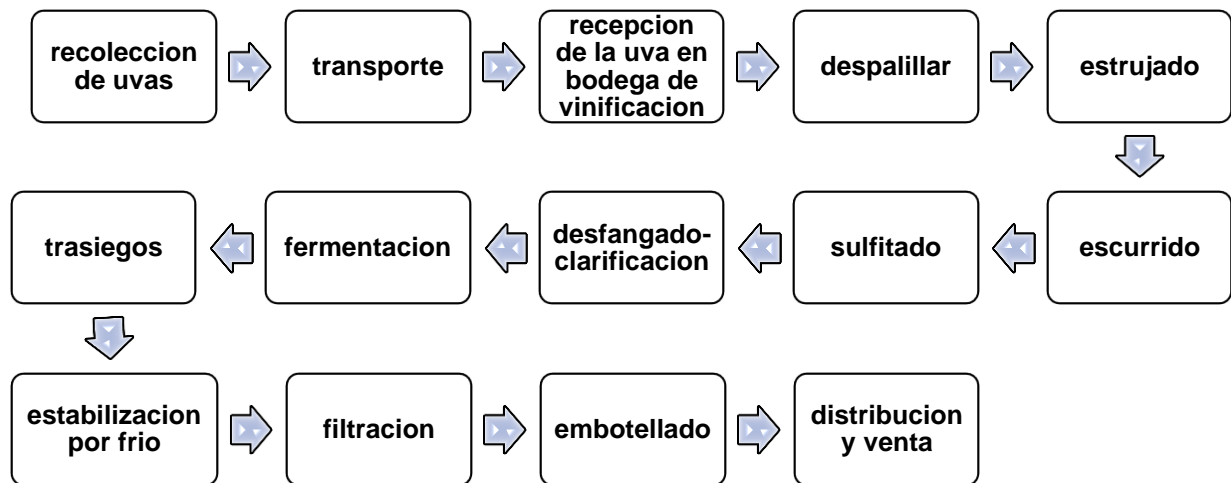 recoleccion
de uvas
transporte
recepcion
de la uva en
bodega de
vinificacion
despalillar
estrujado
escurrido
sulfitado
desfangado-
clarificacion
fermentacion
trasiegos
estabilizacion
por frio
filtracion
embotellado
distribucion
y venta